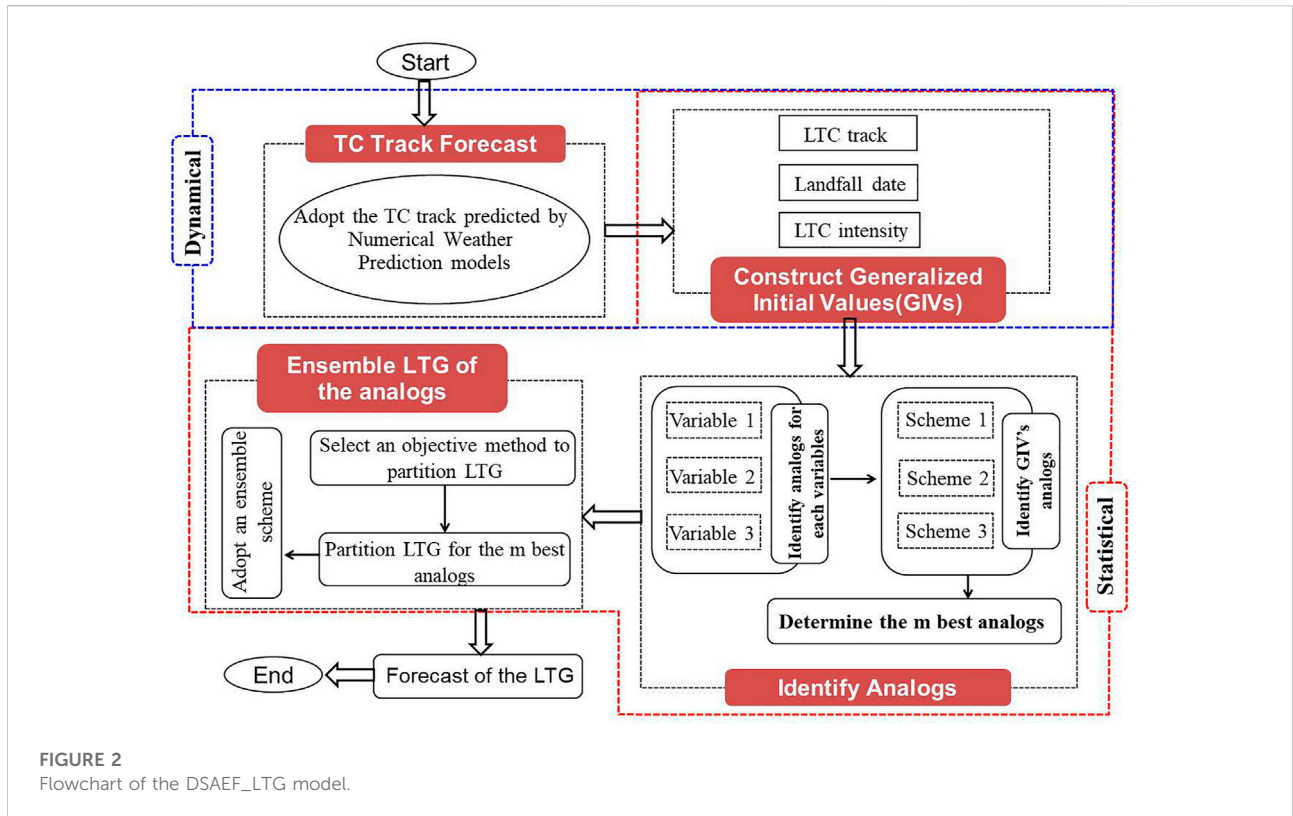 Start
Dynamical
TC Track Forecast
Adopt the TC track predicted by
Numerical Weather
Prediction models
LTC track
Landfall date
LTC intensity
Construct Generalized
Initial Values(GIVs)
Ensemble LTG of
the analogs
Adopt an ensemble
scheme
Select an objective method to
partition LTG
Partition LTG for the m best
analogs
Variable 1
Variable 2
Variable 3
Identify analogs for
each variables
Scheme 1
Scheme 2
Scheme 3
Identify GIV's
analogs
Statistical
Determine the m best analogs
Identify Analogs
Forecast of the LTG
End
FIGURE 2
Flowchart of the DSAEF_LTG model.